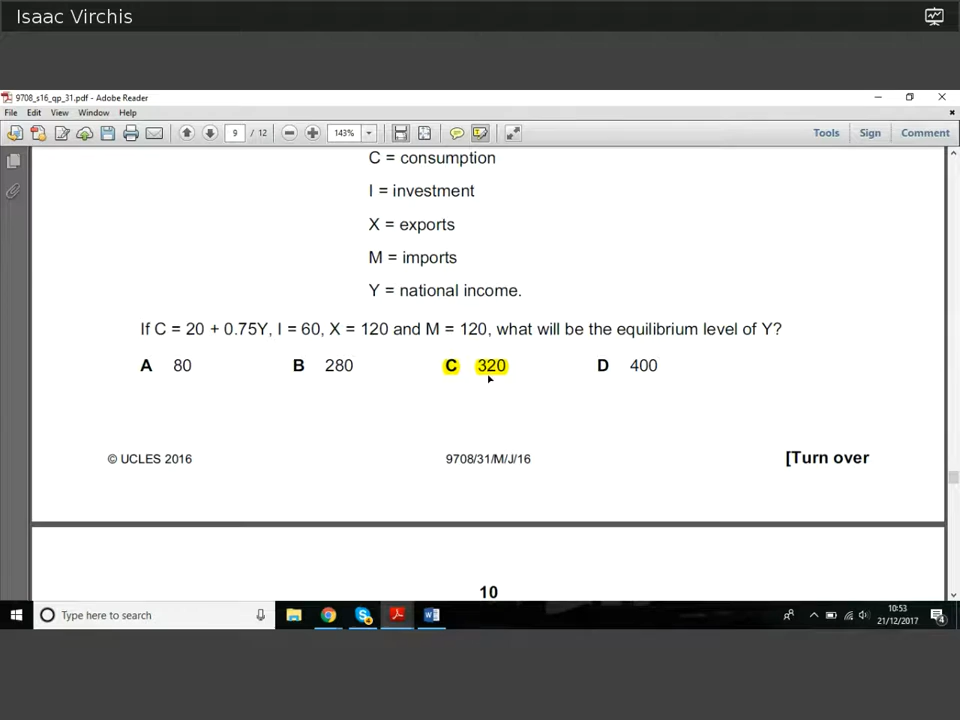 Isaac Virchis
9708_s16_qp_31.pdf - Adobe Reader
File Edit View Window Help
9 / 12 143% Tools Sign Comment
C = consumption
I = investment
X = exports
M = imports
Y = national income.
If C = 20 + 0.75Y, I = 60, X = 120 and M = 120, what will be the equilibrium level of Y?
A 80 B 280 C 320 D 400
© UCLES 2016 9708/31/M/J/16 [Turn over
10
Type here to search
10:53
21/12/2017
4